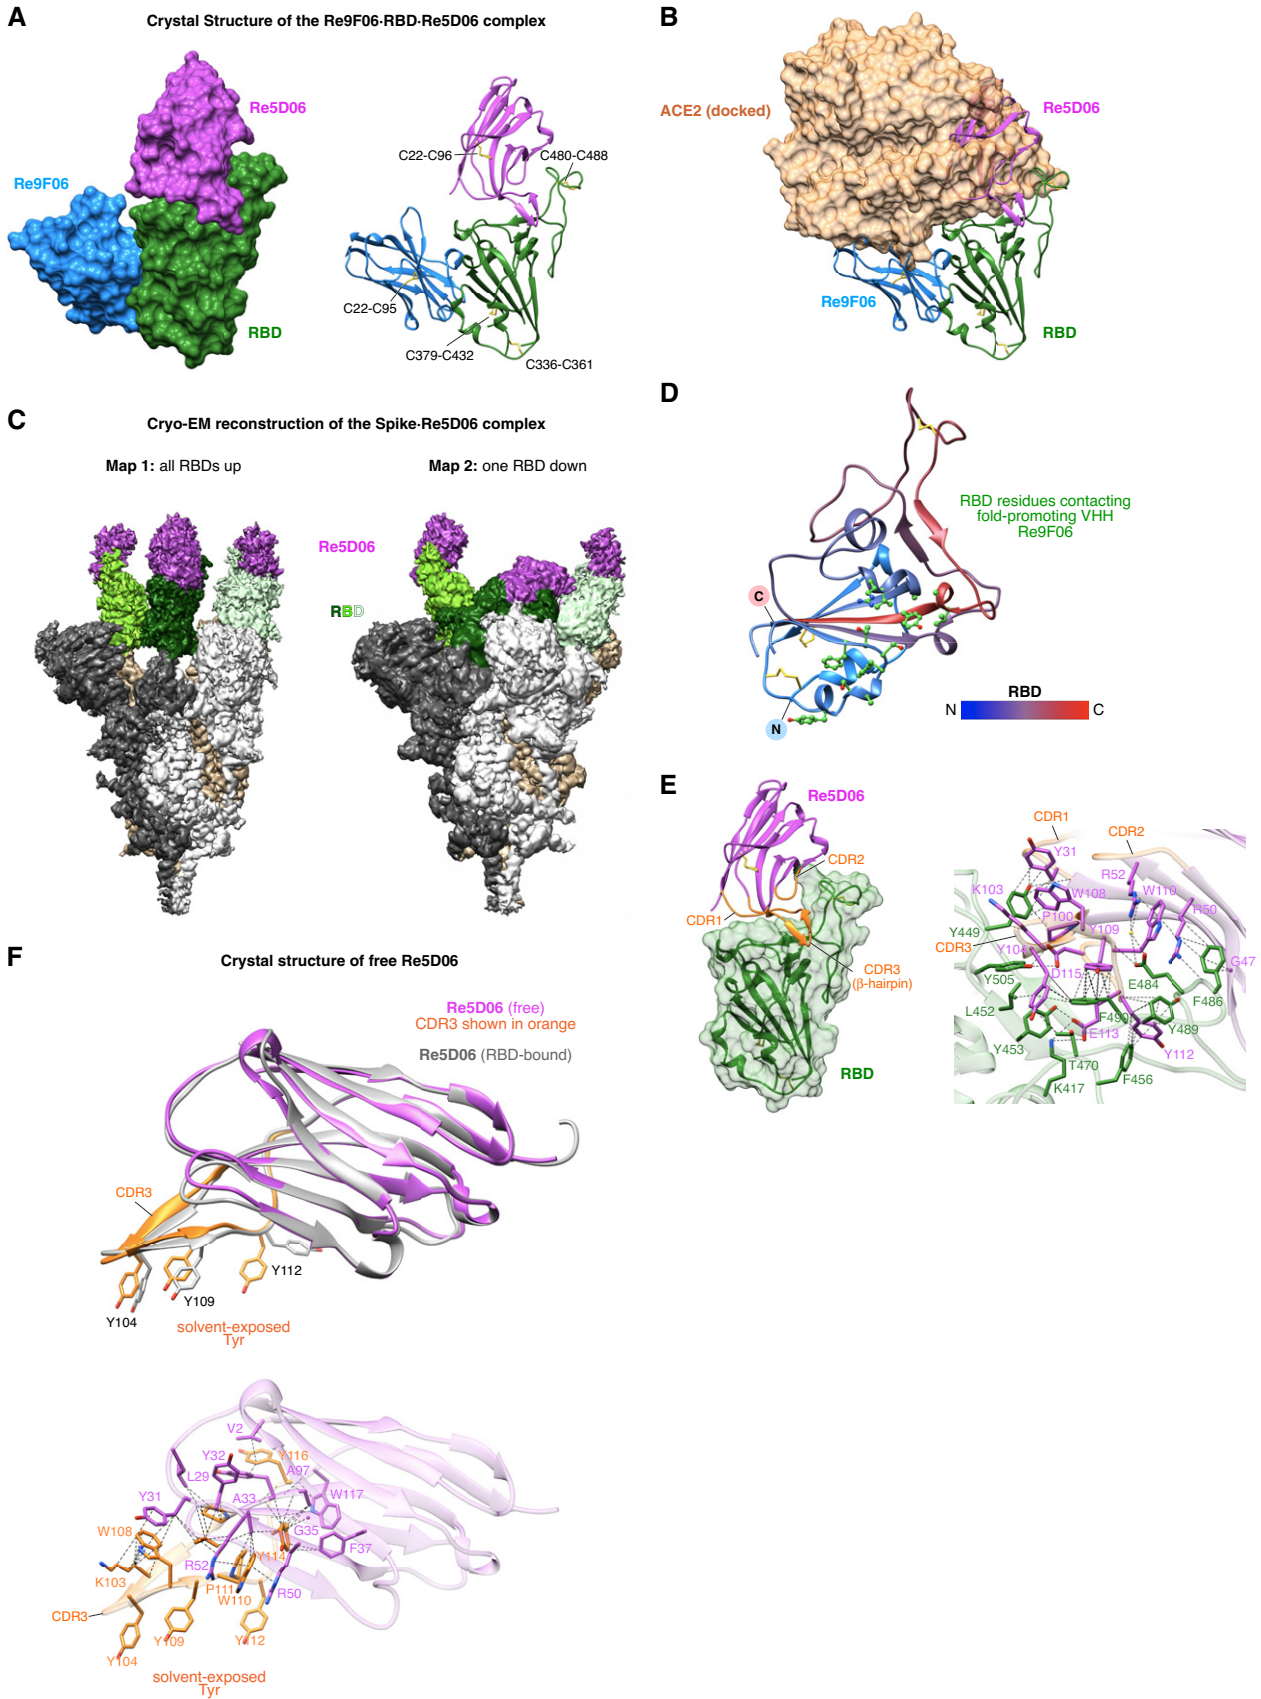 A
Crystal Structure of the Re9F06·RBD·Re5D06 complex
Re5D06
Re9F06
RBD
C22-C96
C480-C488
C22-C95
C379-C432
C336-C361
B
ACE2 (docked)
Re5D06
Re9F06
RBD
C
Cryo-EM reconstruction of the Spike·Re5D06 complex
Map 1: all RBDs up
Map 2: one RBD down
Re5D06
RBD
D
RBD residues contacting
fold-promoting VHH
Re9F06
C
N
RBD
N
C
E
Re5D06
CDR2
CDR1
CDR3
(β-hairpin)
RBD
CDR1
CDR2
Y31
R52
K103
W108
W110
P100
R50
Y449
Y109
CDR3
Y104
G47
Y505
D115
E484
F486
L452
F490
Y489
Y453
E113
Y112
T470
K417
F456
F
Crystal structure of free Re5D06
Re5D06 (free)
CDR3 shown in orange
Re5D06 (RBD-bound)
CDR3
Y112
Y109
Y104
solvent-exposed
Tyr
V2
Y32
Y116
L29
A97
Y31
A33
W117
W108
G35
F37
R52
Y114
K103
P111
R50
W110
CDR3
Y109
Y112
Y104
solvent-exposed
Tyr